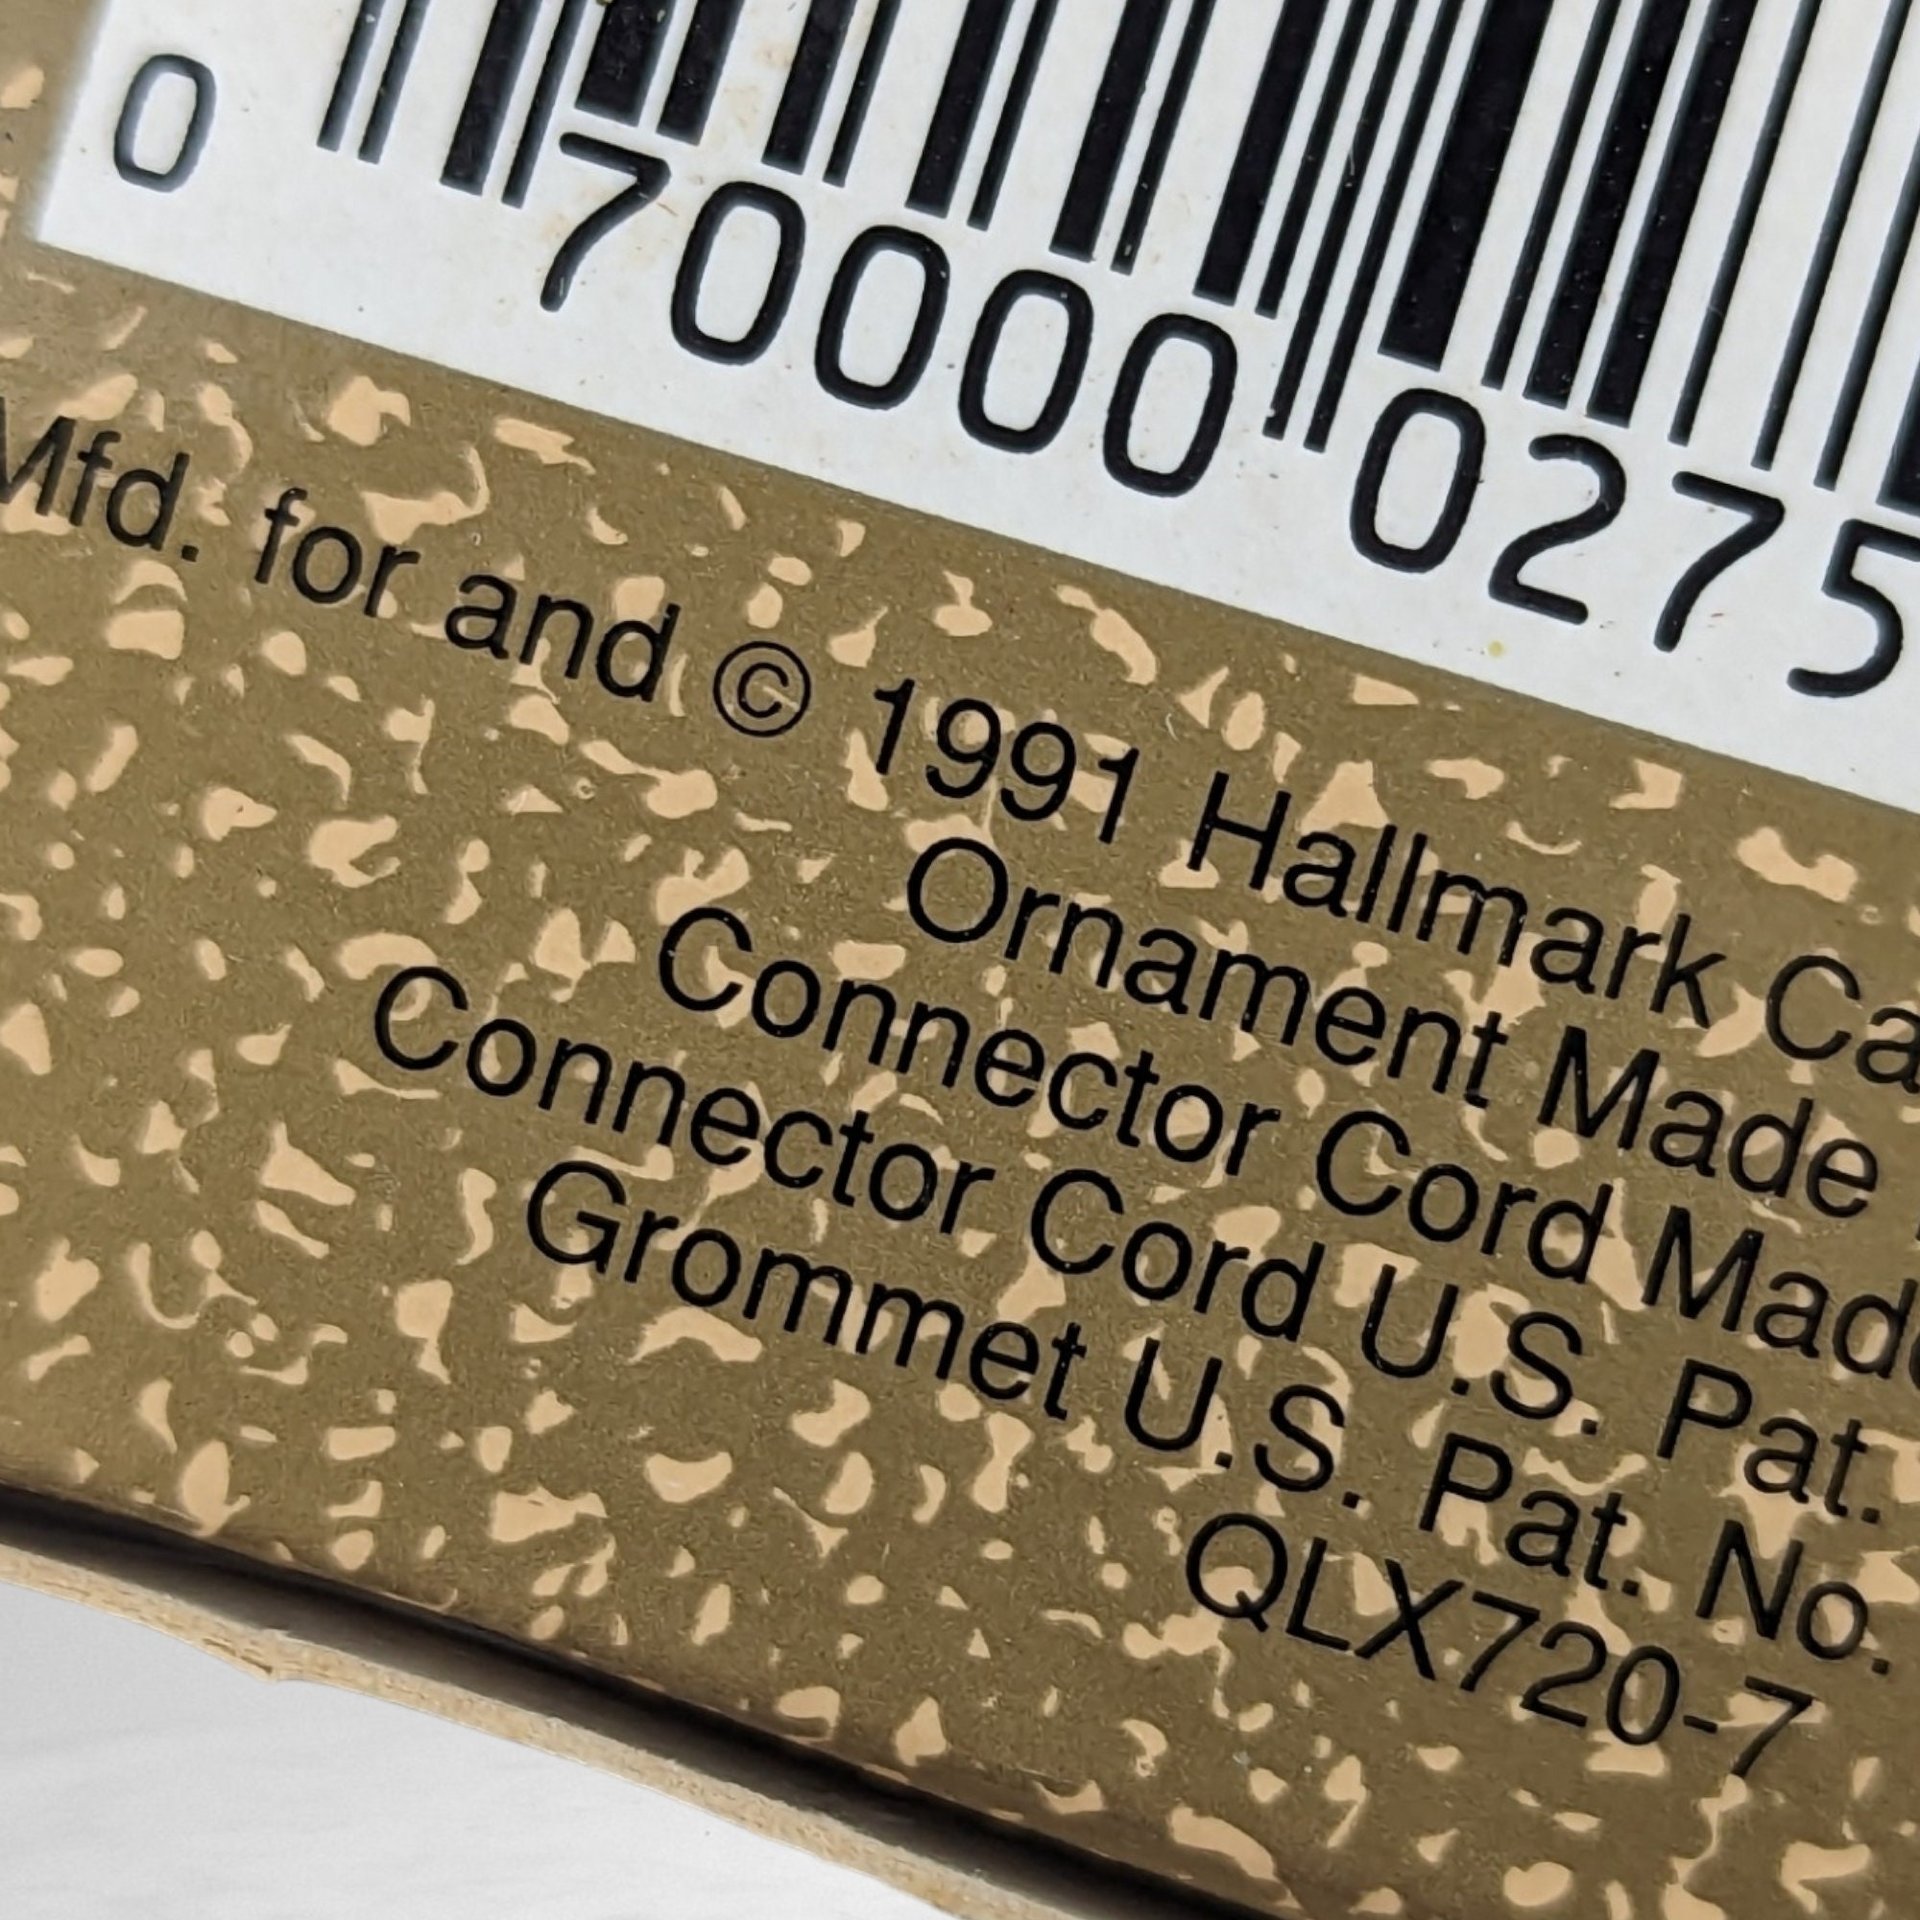 0 70000 0275
Mfd. for and © 1991 Hallmark Ca
Ornament Made
Connector Cord Made
Connector Cord U.S. Pat.
Grommet U.S. Pat. No.
QLX720-7